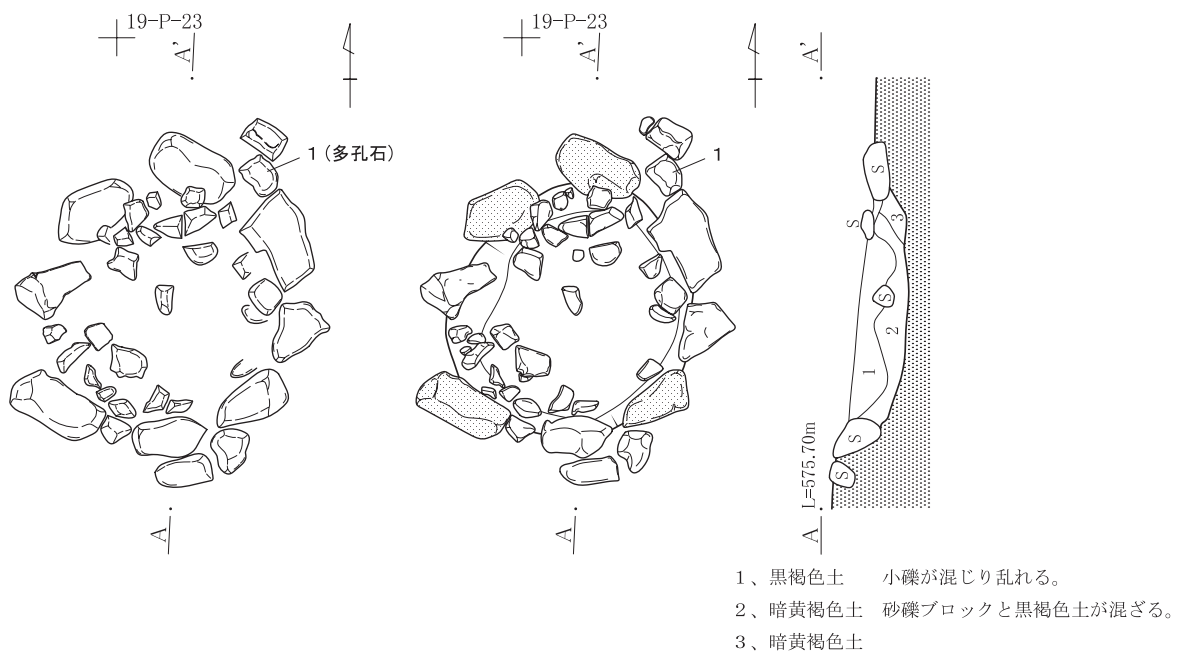 19-P-23
A'
1 (多孔石)
A
19-P-23
A'
1
A
A'
S
S
3
S
2
1
S
S
L=575.70m
A
1、黒褐色土　小礫が混じり乱れる。
2、暗黄褐色土　砂礫ブロックと黒褐色土が混ざる。
3、暗黄褐色土